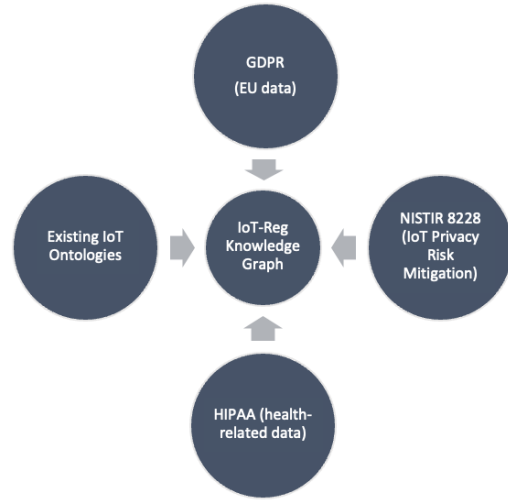 GDPR
(EU data)
Existing IoT
Ontologies
IoT-Reg
Knowledge
Graph
NISTIR 8228
(IoT Privacy
Risk
Mitigation)
HIPAA (health-
related data)